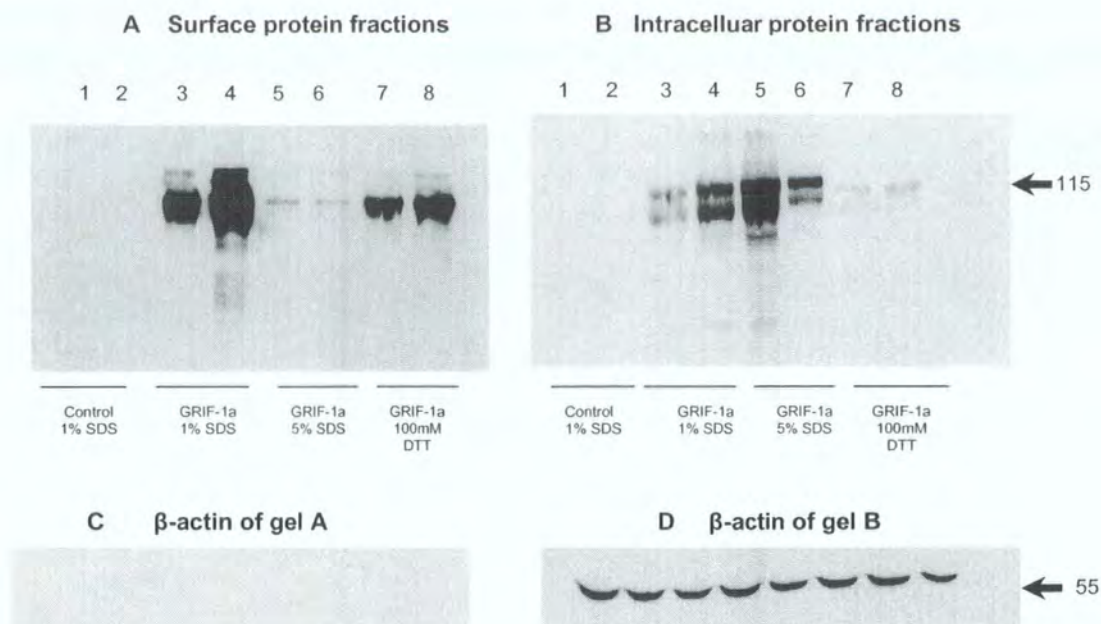 A Surface protein fractions
B Intracelluar protein fractions
1 2 3 4 5 6 7 8
1 2 3 4 5 6 7 8
115
Control
1% SDS
GRIF-1a
1% SDS
GRIF-1a
5% SDS
GRIF-1a
100mM
DTT
Control
1% SDS
GRIF-1a
1% SDS
GRIF-1a
5% SDS
GRIF-1a
100mM
DTT
C β-actin of gel A
D β-actin of gel B
55